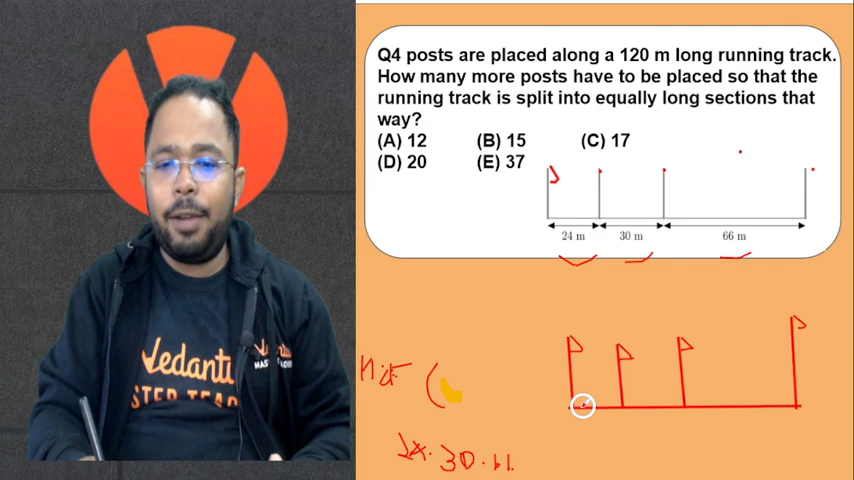 Q4 posts are placed along a 120 m long running track.
How many more posts have to be placed so that the
running track is split into equally long sections that
way?
(A) 12 (B) 15 (C) 17
(D) 20 (E) 37
24 m 30 m 66 m
Vedantu
MASTER TEACHER
30